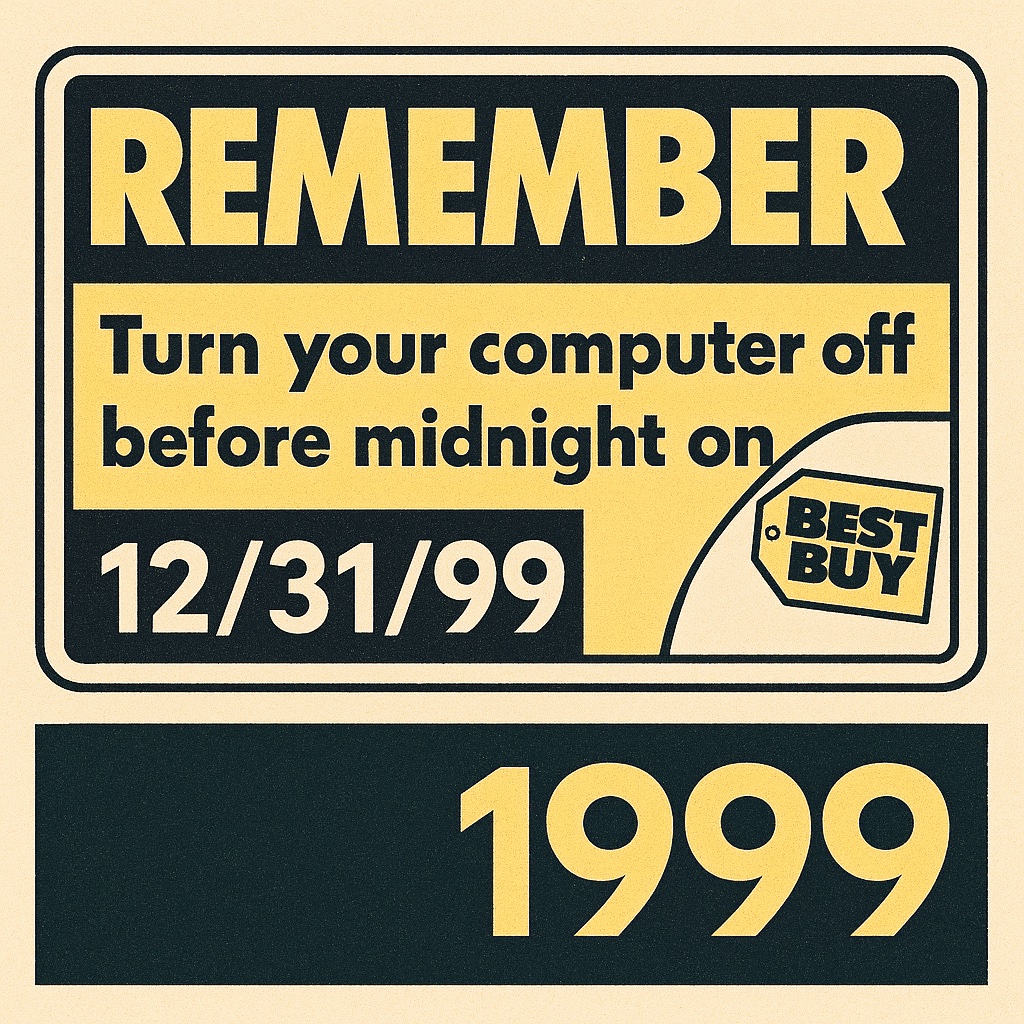 REMEMBER
Turn your computer off
before midnight on
12/31/99
BEST
BUY
1999